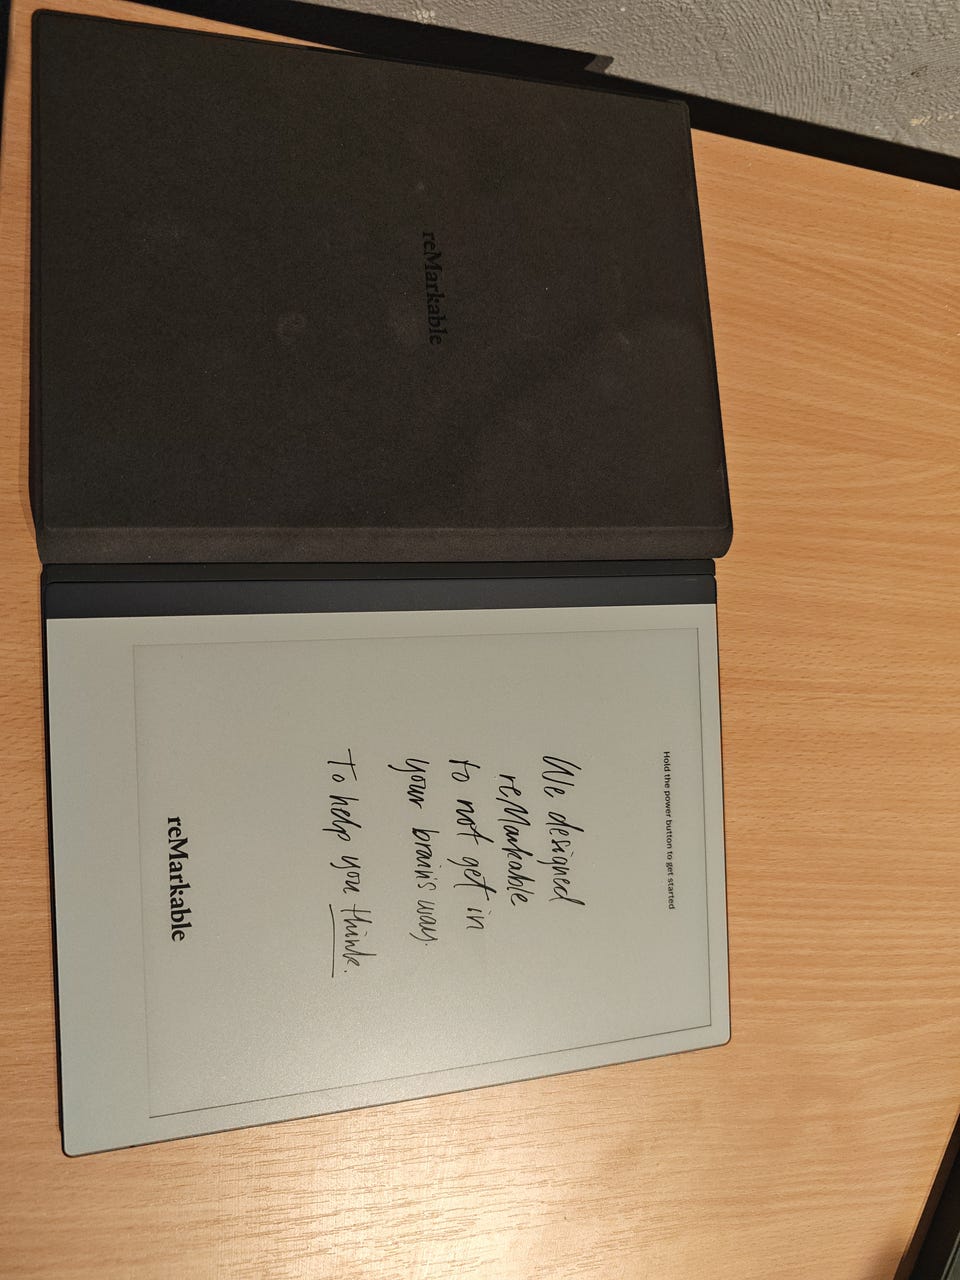 reMarkable
Hold the power button to get started
We designed
reMarkable
to not get in
your brain's way.
To help you think.
reMarkable